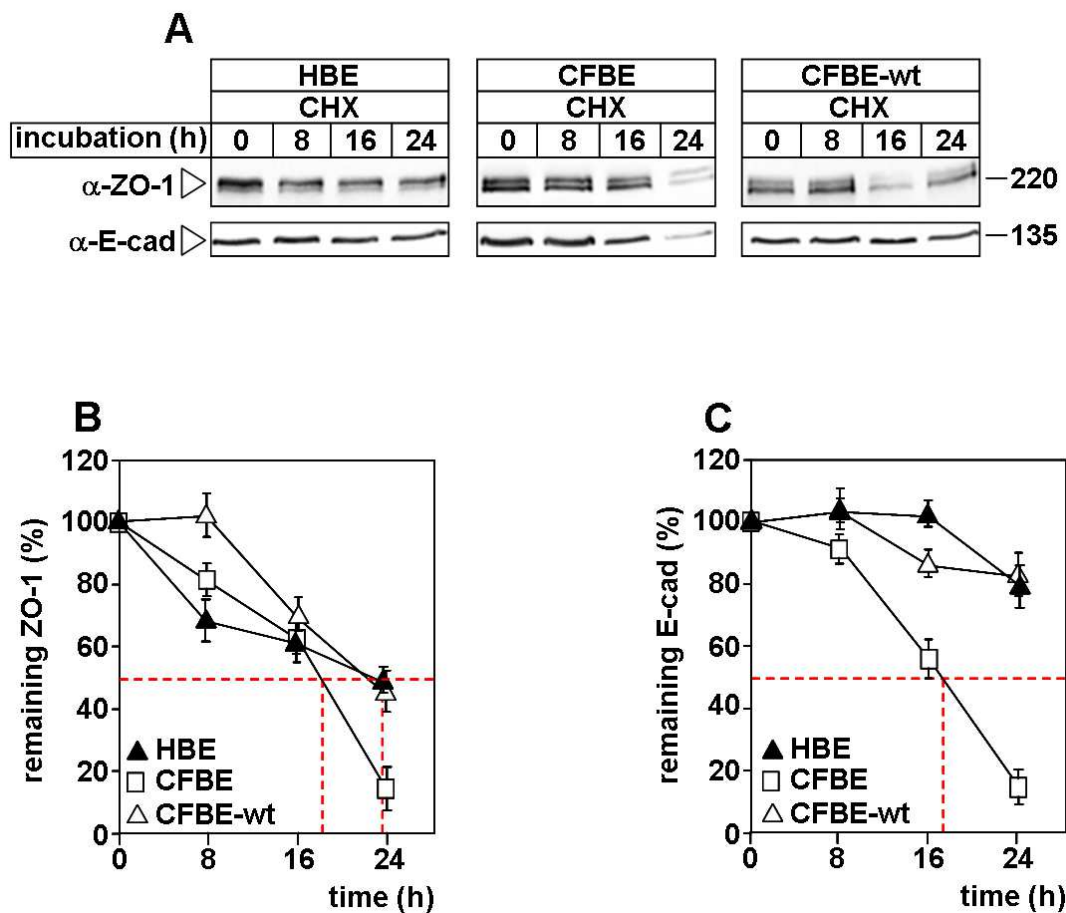 A
HBE CFBE CFBE-wt
CHX CHX CHX
incubation (h) 0 8 16 24 0 8 16 24 0 8 16 24
α-ZO-1 220
α-E-cad 135
B
remaining ZO-1 (%)
120
100
80
60
40
20
0
HBE
CFBE
CFBE-wt
0 8 16 24
time (h)
C
remaining E-cad (%)
120
100
80
60
40
20
0
HBE
CFBE
CFBE-wt
0 8 16 24
time (h)